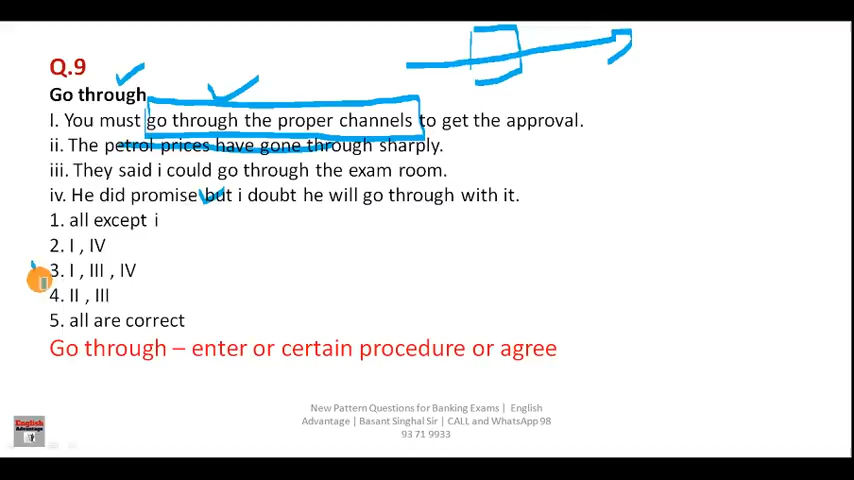 Q.9
Go through
I. You must go through the proper channels to get the approval.
ii. The petrol prices have gone through sharply.
iii. They said i could go through the exam room.
iv. He did promise but i doubt he will go through with it.
1. all except i
2. I , IV
3. I , III , IV
4. II , III
5. all are correct
Go through – enter or certain procedure or agree
New Pattern Questions for Banking Exams | English
Advantage | Basant Singhal Sir | CALL and WhatsApp 98
93 71 9933
English
Advantage